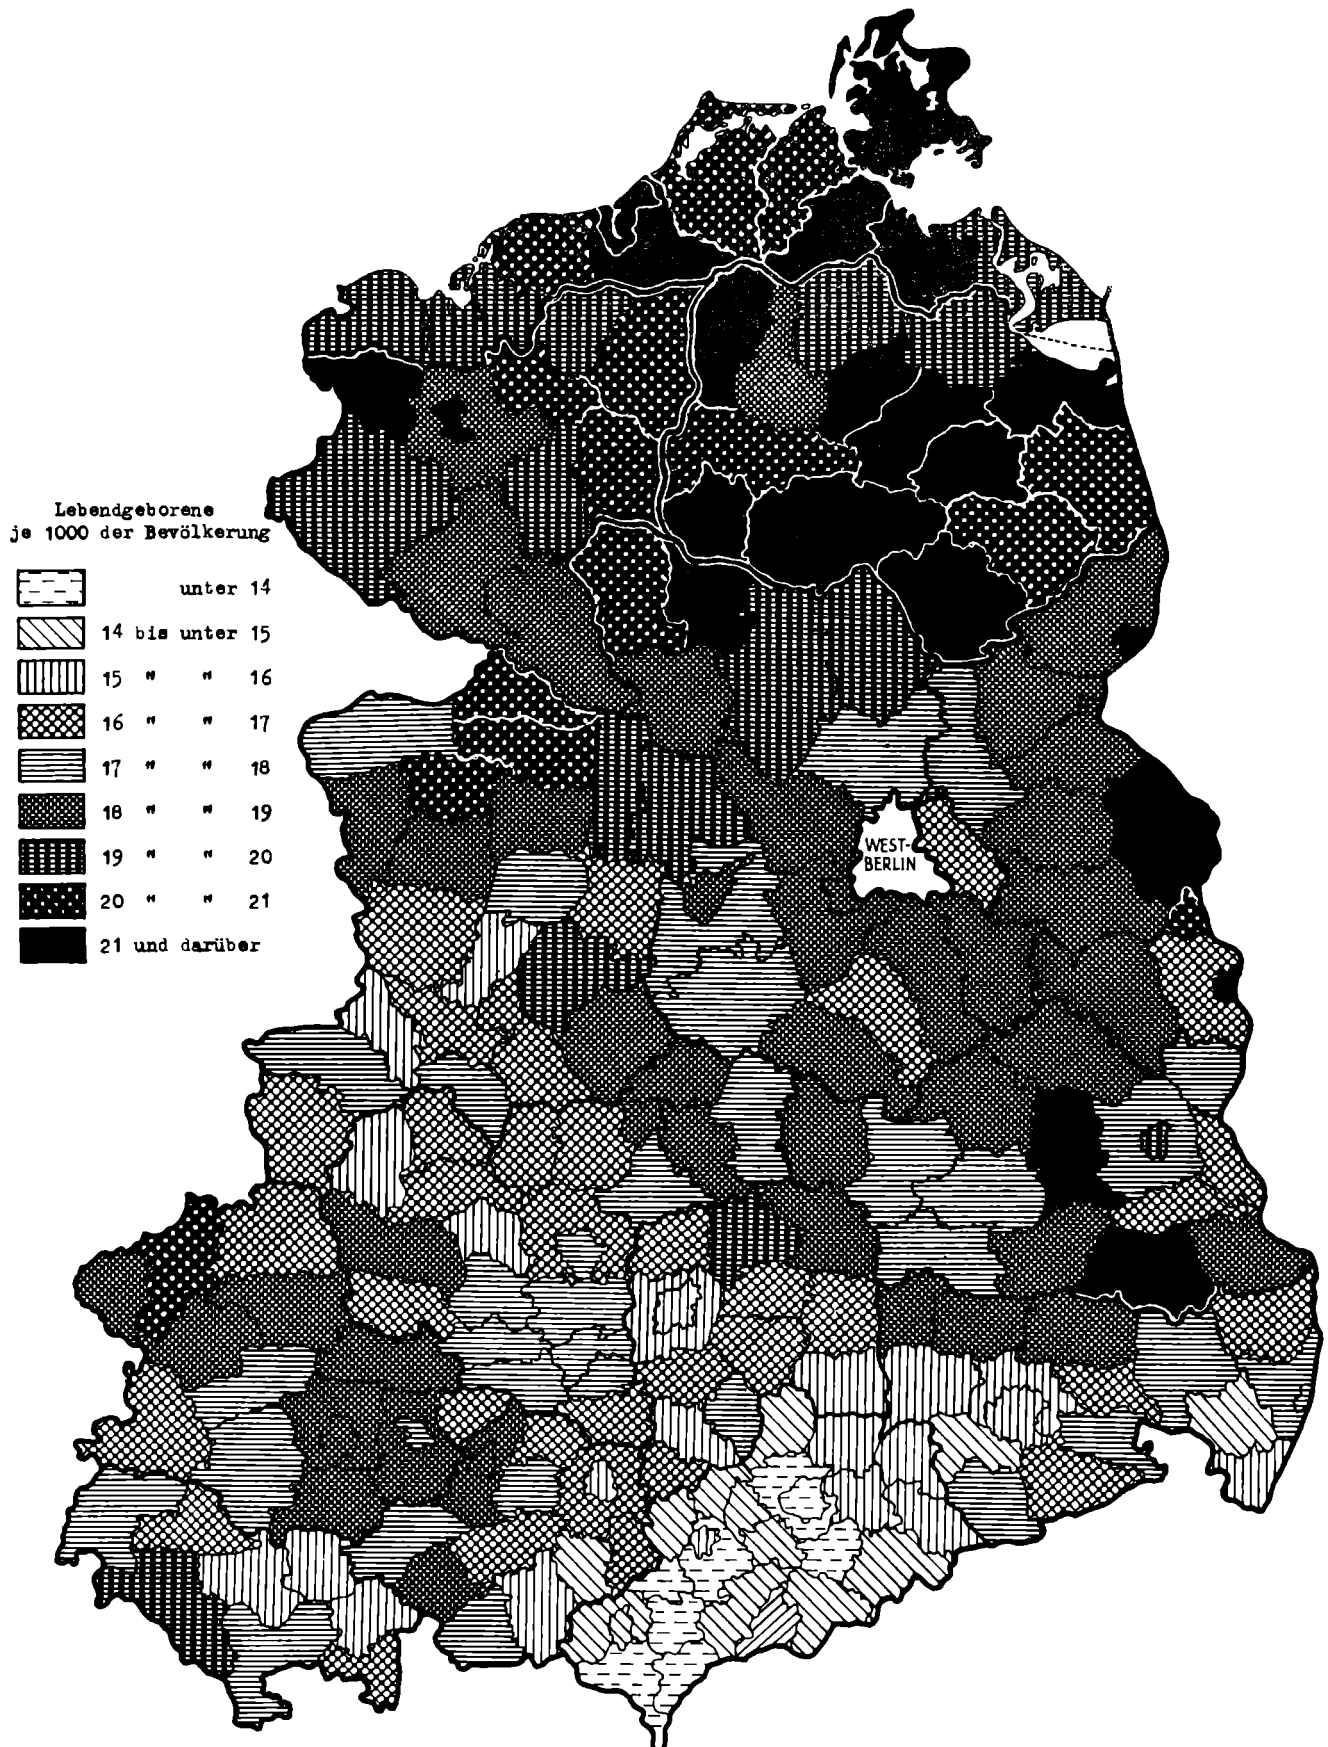 Lebendgeborene
je 1000 der Bevölkerung
unter 14
14 bis unter 15
15 " " 16
16 " " 17
17 " " 18
18 " " 19
19 " " 20
20 " " 21
21 und darüber
WEST-
BERLIN